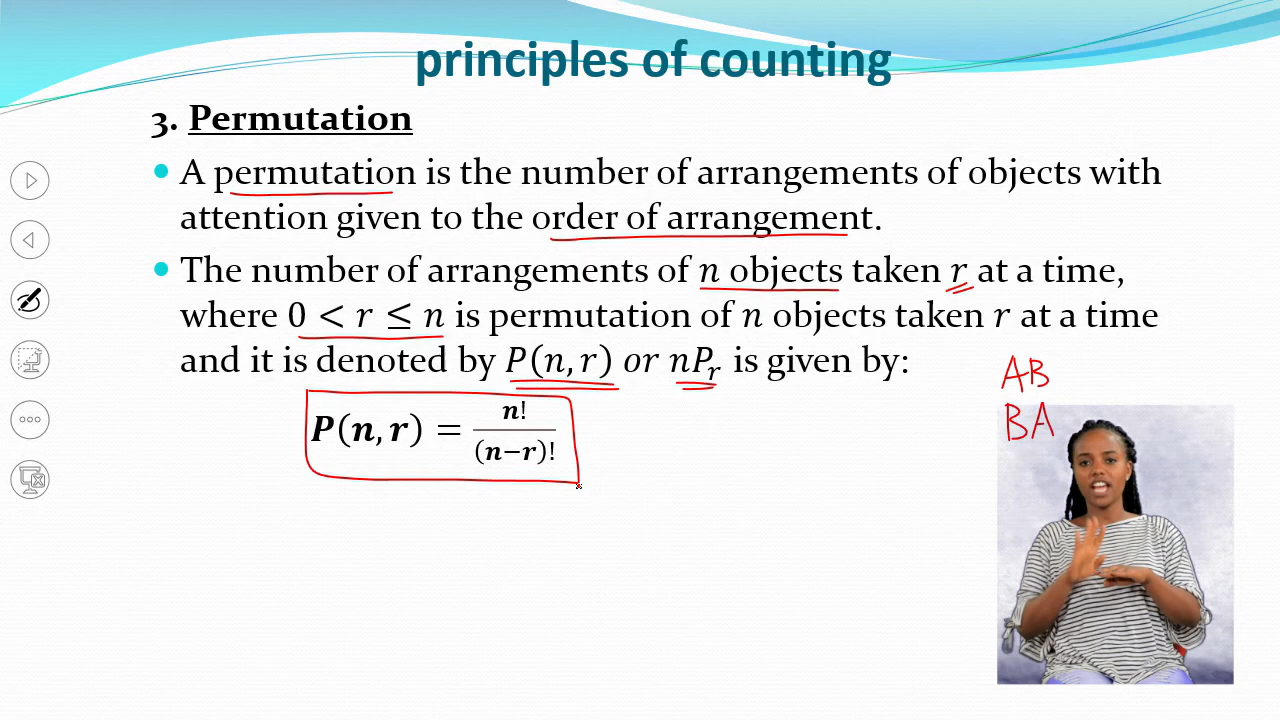 principles of counting
3. Permutation
• A permutation is the number of arrangements of objects with
attention given to the order of arrangement.
• The number of arrangements of n objects taken r at a time,
where 0 < r ≤ n is permutation of n objects taken r at a time
and it is denoted by P(n, r) or nPᵣ is given by:
P(n, r) = n! / (n−r)!
AB
BA